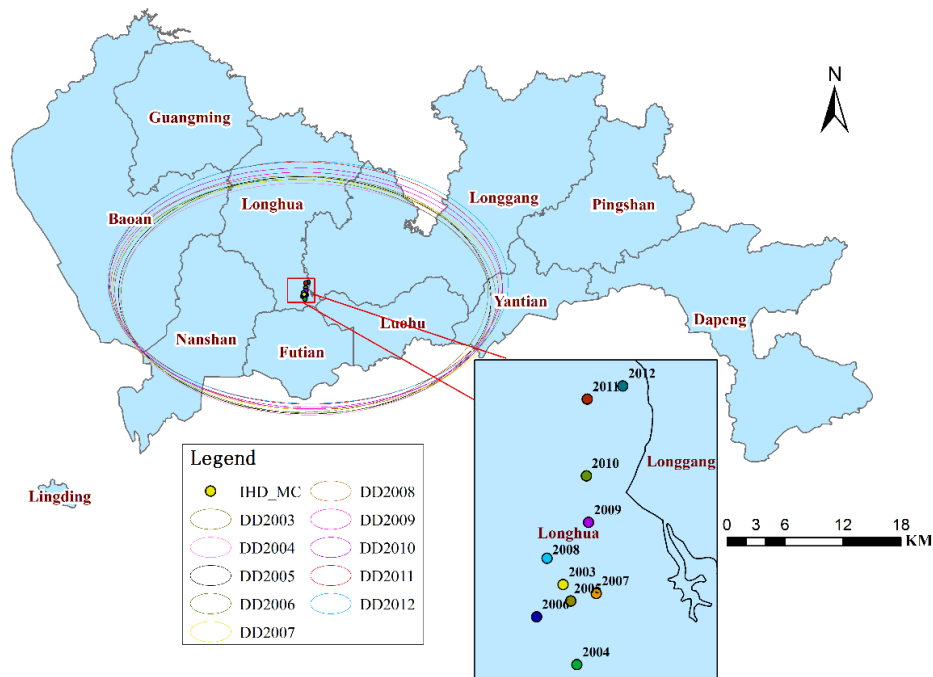 N
Guangming
Longgang
Pingshan
Baoan
Longhua
Yantian
Dapeng
Luohu
Nanshan
Futian
2012
2011
Longgang
2010
2009
Longhua
2008
2003
2007
2005
2006
2004
Lingding
Legend
IHD_MC
DD2008
DD2003
DD2009
DD2004
DD2010
DD2005
DD2011
DD2006
DD2012
DD2007
0 3 6 12 18
KM